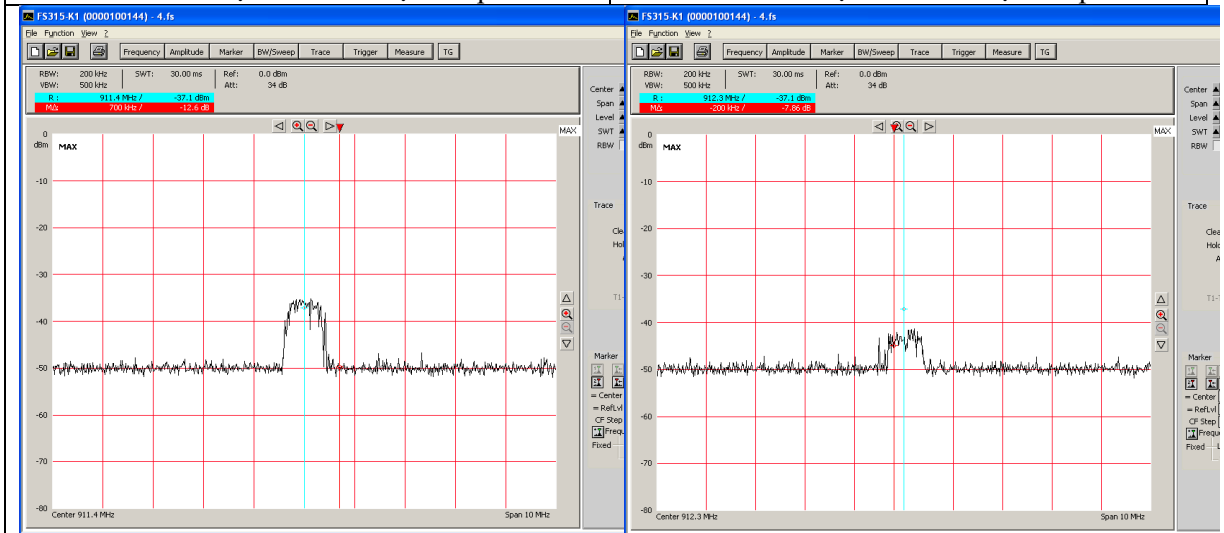 FS315-K1 (0000100144) - 4.fs
File Function View ?
Frequency Amplitude Marker BW/Sweep Trace Trigger Measure TG
RBW: 200 kHz SWT: 30.00 ms Ref: 0.0 dBm
VBW: 500 kHz Att: 34 dB
R : 911.4 MHz / -37.1 dBm
MΔ: 700 kHz / -12.6 dB
Center
Span
Level
SWT
RBW
0
dBm
MAX
MAX
-10
-20
-30
-40
-50
-60
-70
-80
Center 911.4 MHz Span 10 MHz
Trace
Marker
= Center
= RefLvl
CF Step
Fixed
FS315-K1 (0000100144) - 4.fs
File Function View ?
Frequency Amplitude Marker BW/Sweep Trace Trigger Measure TG
RBW: 200 kHz SWT: 30.00 ms Ref: 0.0 dBm
VBW: 500 kHz Att: 34 dB
R : 912.3 MHz / -37.1 dBm
MΔ: -200 kHz / -7.86 dB
Center
Span
Level
SWT
RBW
0
dBm
MAX
MAX
-10
-20
-30
-40
-50
-60
-70
-80
Center 912.3 MHz Span 10 MHz
Trace
Marker
= Center
= RefLvl
CF Step
Fixed